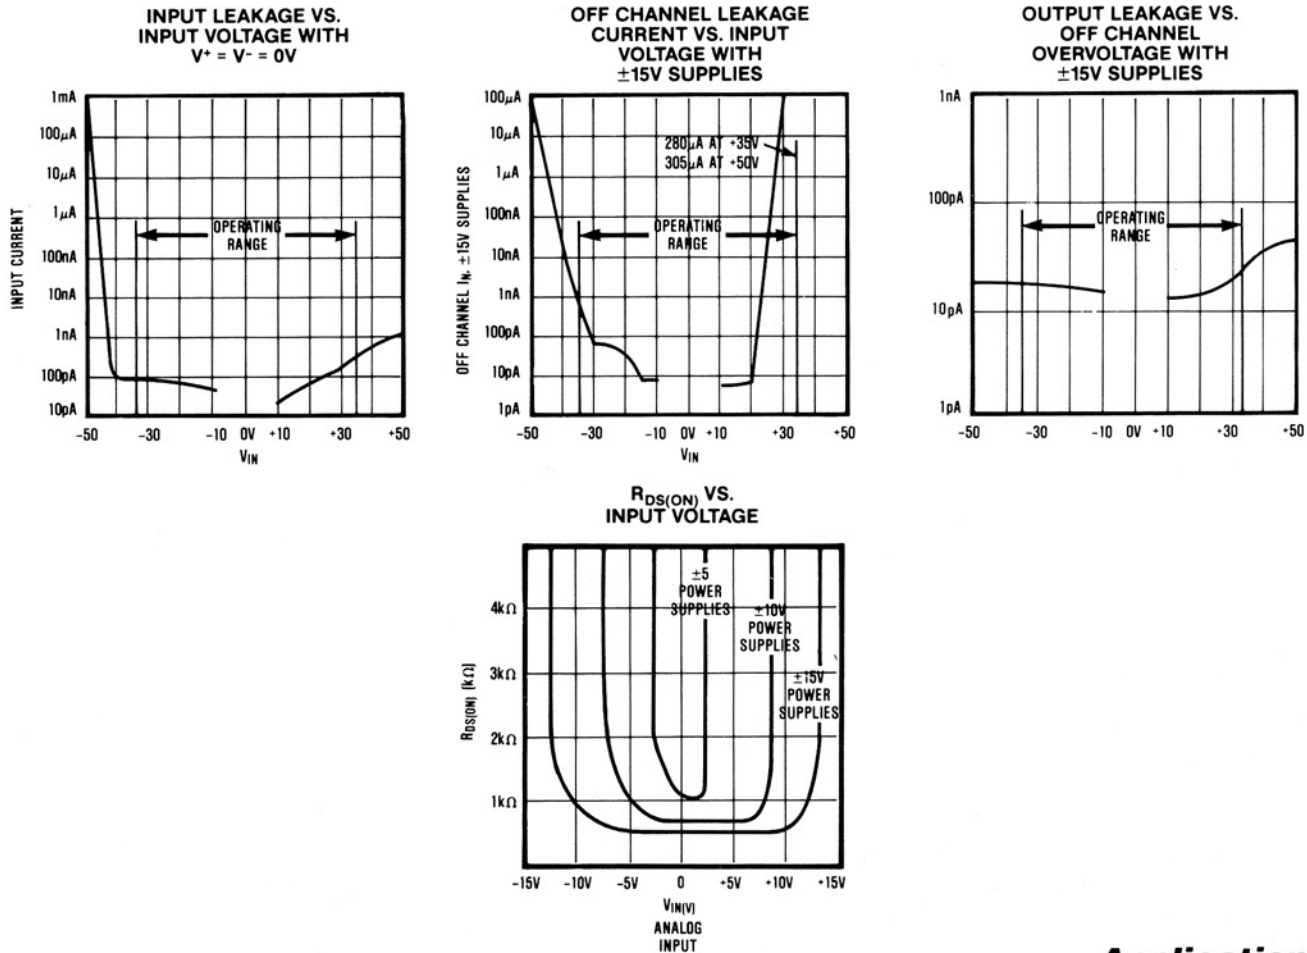 INPUT LEAKAGE VS.
INPUT VOLTAGE WITH
V⁺ = V⁻ = 0V
1mA
100µA
10µA
1µA
100nA
10nA
1nA
100pA
10pA
INPUT CURRENT
OPERATING
RANGE
-50 -30 -10 0V +10 +30 +50
V_IN
OFF CHANNEL LEAKAGE
CURRENT VS. INPUT
VOLTAGE WITH
±15V SUPPLIES
100µA
10µA
1µA
100nA
10nA
1nA
100pA
10pA
1pA
OFF CHANNEL I_N, ±15V SUPPLIES
280µA AT +35V
305µA AT +50V
OPERATING
RANGE
-50 -30 -10 0V +10 +30 +50
V_IN
OUTPUT LEAKAGE VS.
OFF CHANNEL
OVERVOLTAGE WITH
±15V SUPPLIES
1nA
100pA
10pA
1pA
OPERATING
RANGE
-50 -30 -10 0V +10 +30 +50
R_DS(ON) VS.
INPUT VOLTAGE
4kΩ
3kΩ
2kΩ
1kΩ
R_DS(ON) (kΩ)
±5
POWER
SUPPLIES
±10V
POWER
SUPPLIES
±15V
POWER
SUPPLIES
-15V -10V -5V 0 +5V +10V +15V
V_IN(V)
ANALOG
INPUT